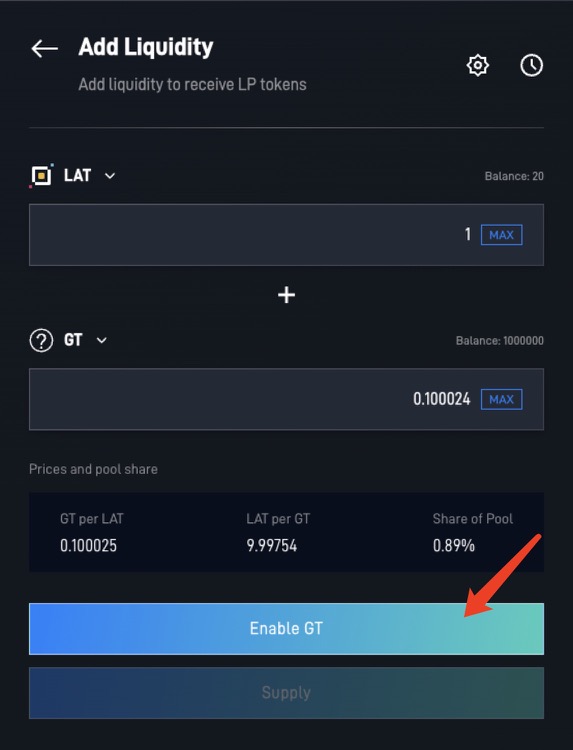 Add Liquidity
Add liquidity to receive LP tokens
LAT
Balance: 20
1 MAX
+
? GT
Balance: 1000000
0.100024 MAX
Prices and pool share
GT per LAT LAT per GT Share of Pool
0.100025 9.99754 0.89%
Enable GT
Supply